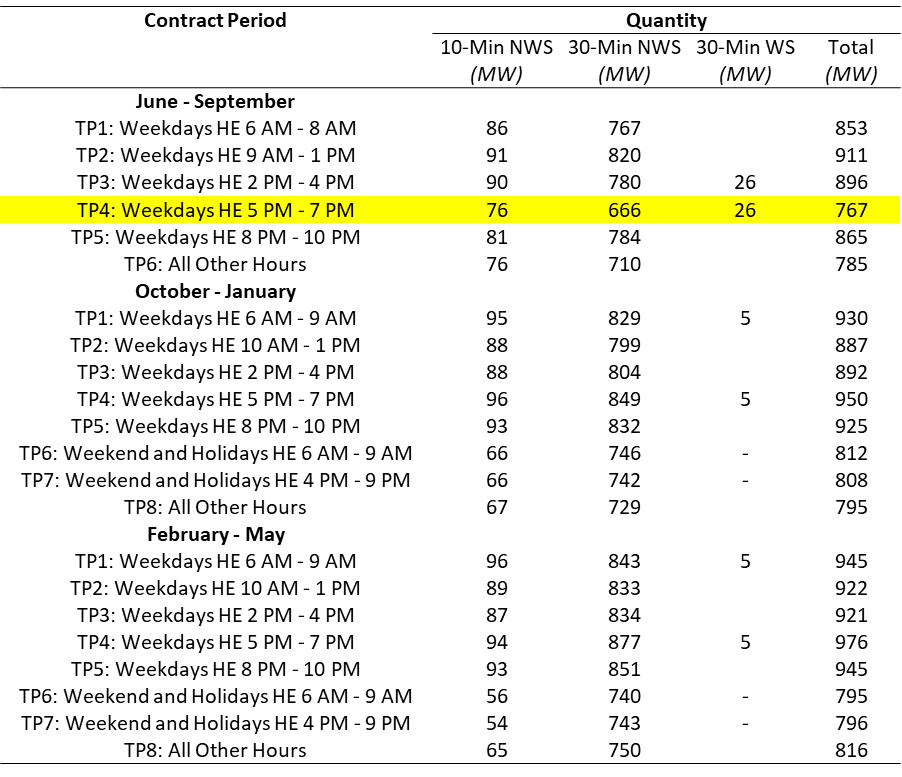 Contract Period Quantity
10-Min NWS 30-Min NWS 30-Min WS Total
(MW) (MW) (MW) (MW)
June - September
TP1: Weekdays HE 6 AM - 8 AM 86 767 853
TP2: Weekdays HE 9 AM - 1 PM 91 820 911
TP3: Weekdays HE 2 PM - 4 PM 90 780 26 896
TP4: Weekdays HE 5 PM - 7 PM 76 666 26 767
TP5: Weekdays HE 8 PM - 10 PM 81 784 865
TP6: All Other Hours 76 710 785
October - January
TP1: Weekdays HE 6 AM - 9 AM 95 829 5 930
TP2: Weekdays HE 10 AM - 1 PM 88 799 887
TP3: Weekdays HE 2 PM - 4 PM 88 804 892
TP4: Weekdays HE 5 PM - 7 PM 96 849 5 950
TP5: Weekdays HE 8 PM - 10 PM 93 832 925
TP6: Weekend and Holidays HE 6 AM - 9 AM 66 746 - 812
TP7: Weekend and Holidays HE 4 PM - 9 PM 66 742 - 808
TP8: All Other Hours 67 729 795
February - May
TP1: Weekdays HE 6 AM - 9 AM 96 843 5 945
TP2: Weekdays HE 10 AM - 1 PM 89 833 922
TP3: Weekdays HE 2 PM - 4 PM 87 834 921
TP4: Weekdays HE 5 PM - 7 PM 94 877 5 976
TP5: Weekdays HE 8 PM - 10 PM 93 851 945
TP6: Weekend and Holidays HE 6 AM - 9 AM 56 740 - 795
TP7: Weekend and Holidays HE 4 PM - 9 PM 54 743 - 796
TP8: All Other Hours 65 750 816